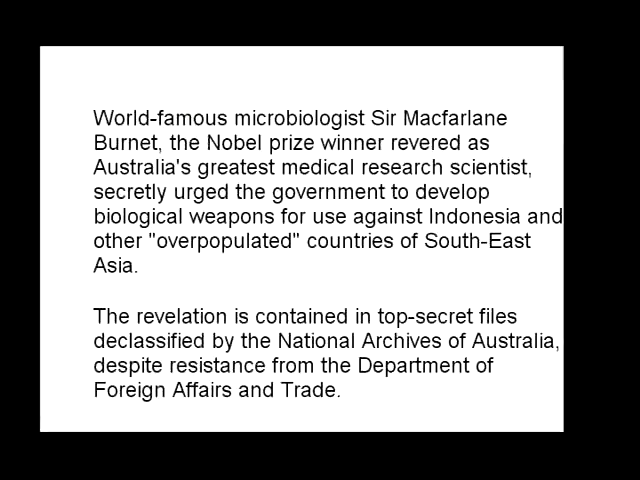 World-famous microbiologist Sir Macfarlane
Burnet, the Nobel prize winner revered as
Australia's greatest medical research scientist,
secretly urged the government to develop
biological weapons for use against Indonesia and
other "overpopulated" countries of South-East
Asia.
The revelation is contained in top-secret files
declassified by the National Archives of Australia,
despite resistance from the Department of
Foreign Affairs and Trade.